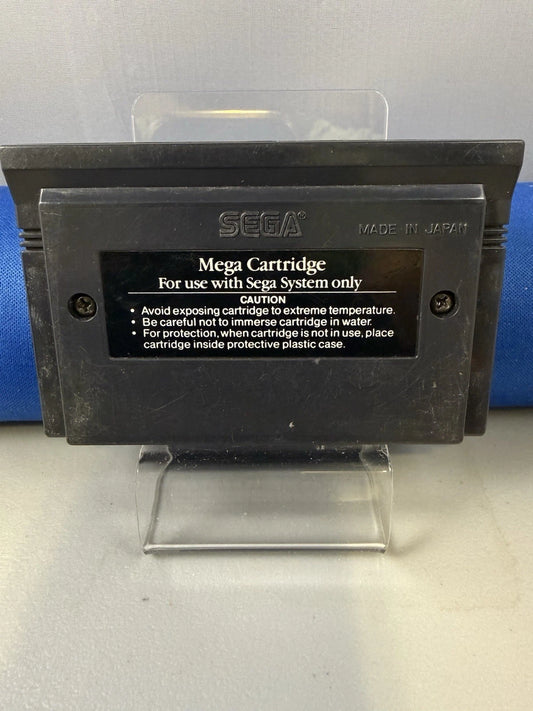 SEGA®
MADE IN JAPAN
Mega Cartridge
For use with Sega System only
CAUTION
• Avoid exposing cartridge to extreme temperature.
• Be careful not to immerse cartridge in water.
• For protection, when cartridge is not in use, place
cartridge inside protective plastic case.